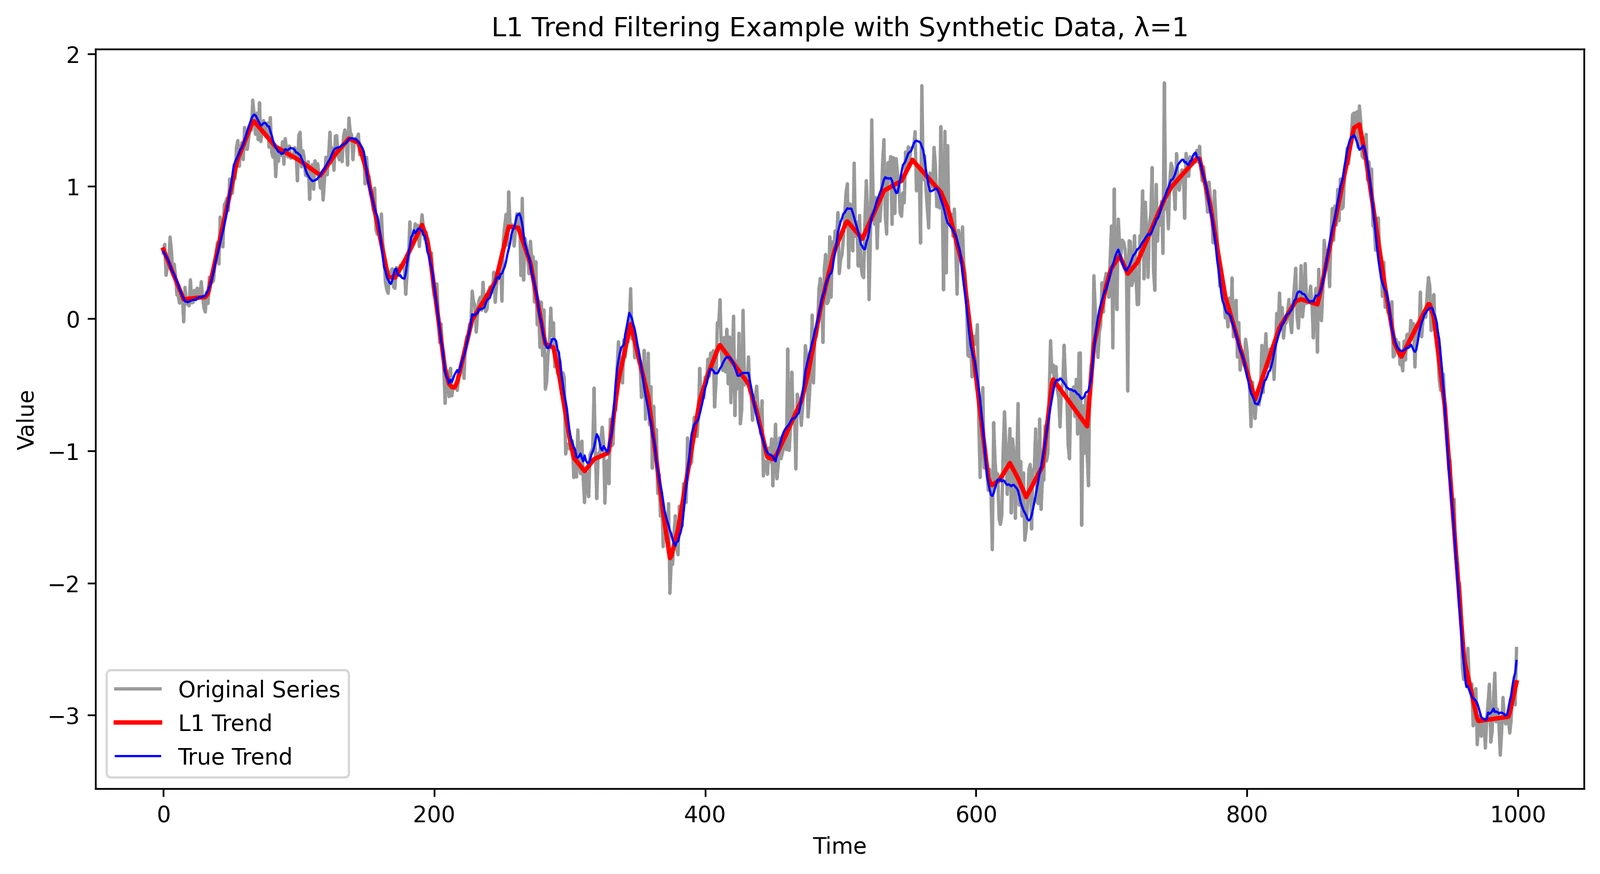 L1 Trend Filtering Example with Synthetic Data, λ=1
2
1
0
−1
−2
−3
Value
Original Series
L1 Trend
True Trend
0 200 400 600 800 1000
Time